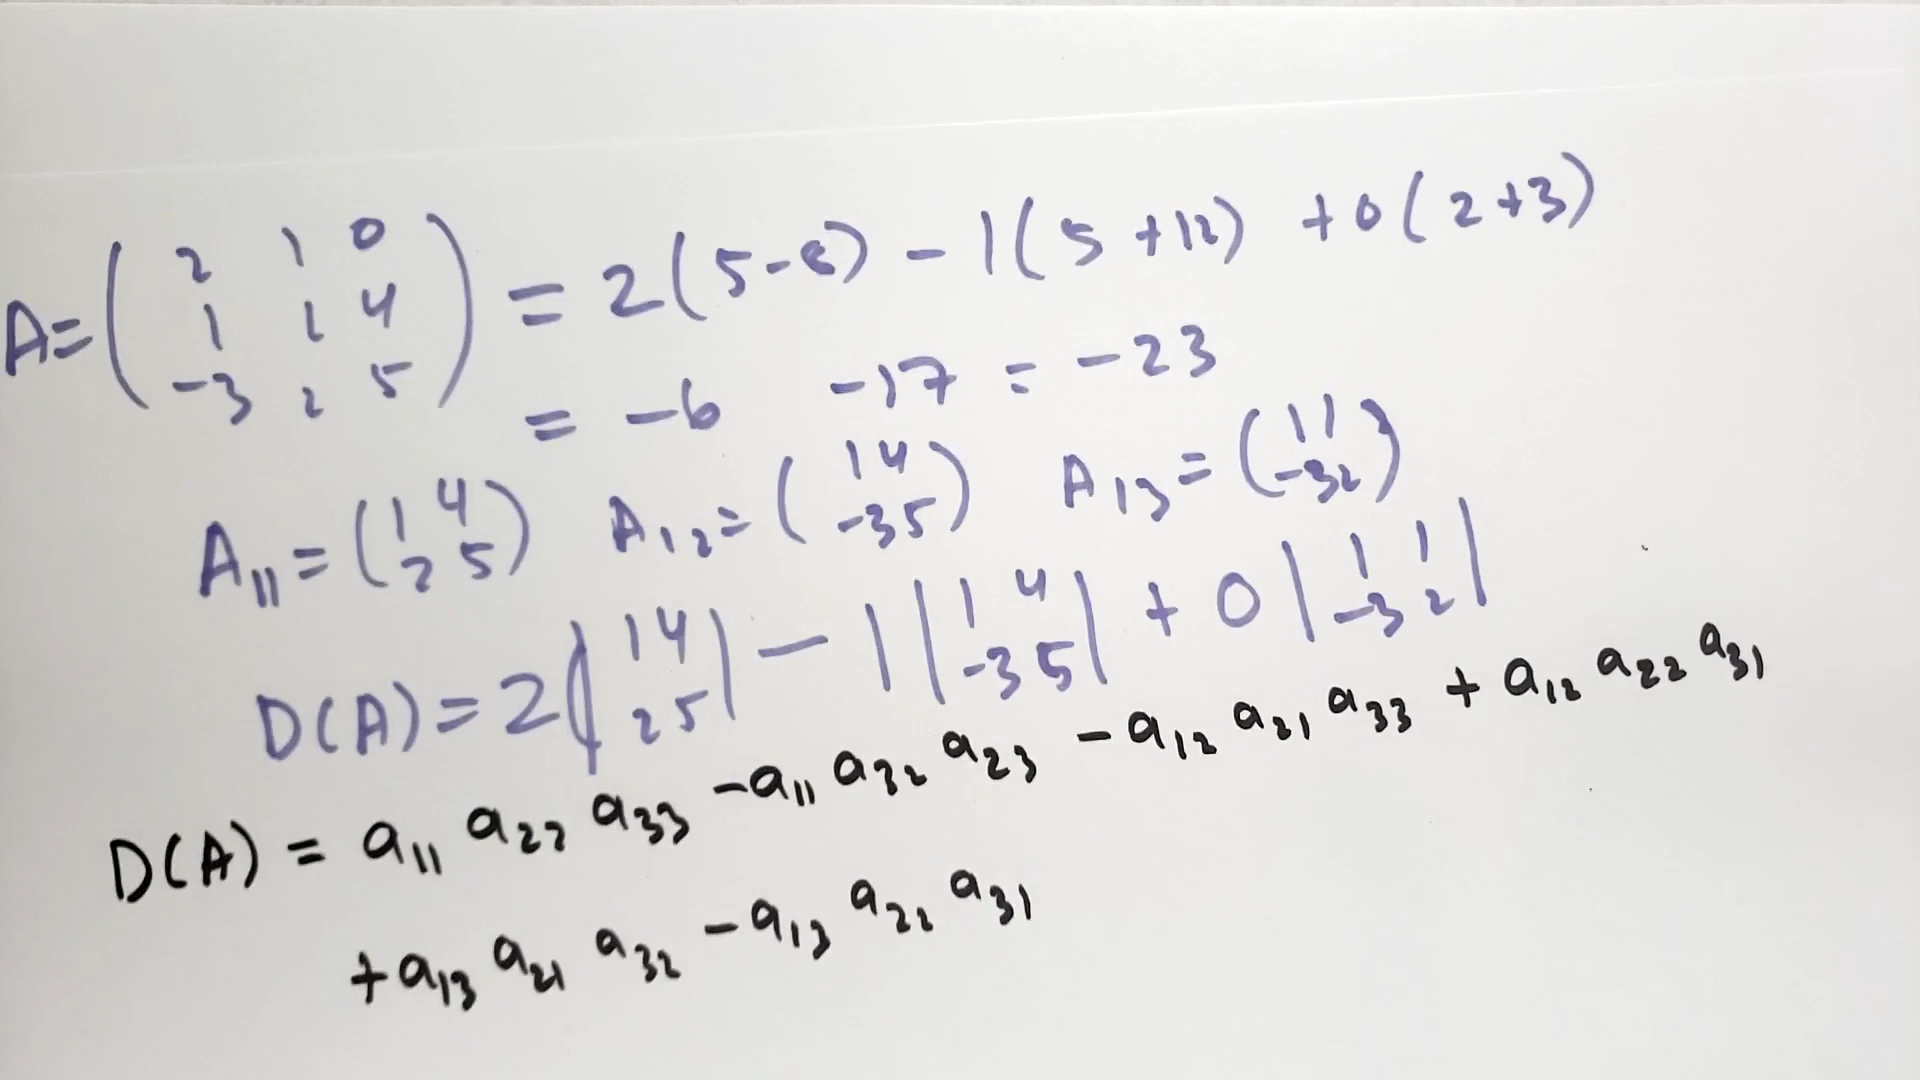 A = ( 2 1 0 ; 1 1 4 ; -3 2 5 ) = 2(5-8) - 1(5+12) + 0(2+3)
= -6 -17 = -23
A11 = ( 1 4 ; 2 5 ) A12 = ( 1 4 ; -3 5 ) A13 = ( 1 1 ; -3 2 )
D(A) = 2 | 1 4 ; 2 5 | - 1 | 1 4 ; -3 5 | + 0 | 1 1 ; -3 2 |
D(A) = a11 a22 a33 - a11 a32 a23 - a12 a21 a33 + a12 a22 a31
+ a13 a21 a32 - a13 a22 a31